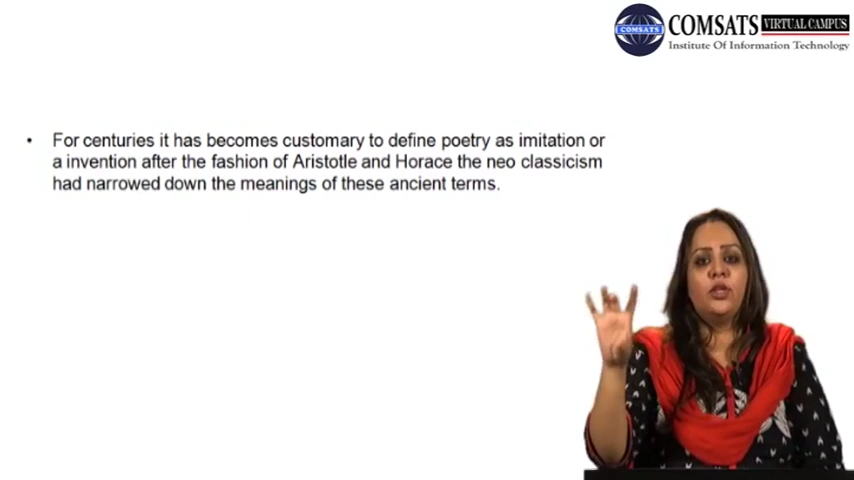 COMSATS VIRTUAL CAMPUS
COMSATS
Institute Of Information Technology
• For centuries it has becomes customary to define poetry as imitation or
a invention after the fashion of Aristotle and Horace the neo classicism
had narrowed down the meanings of these ancient terms.